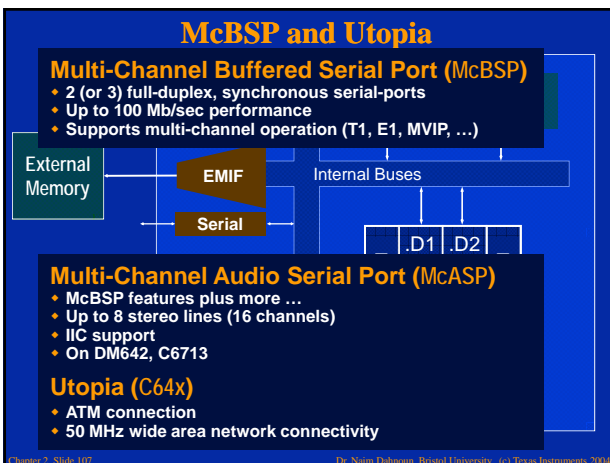 McBSP and Utopia
Multi-Channel Buffered Serial Port (McBSP)
2 (or 3) full-duplex, synchronous serial-ports
Up to 100 Mb/sec performance
Supports multi-channel operation (T1, E1, MVIP, …)
External
Memory
EMIF
Internal Buses
Serial
.D1 .D2
Multi-Channel Audio Serial Port (McASP)
McBSP features plus more …
Up to 8 stereo lines (16 channels)
IIC support
On DM642, C6713
Utopia (C64x)
ATM connection
50 MHz wide area network connectivity
Chapter 2, Slide 107
Dr. Naim Dahnoun, Bristol University, (c) Texas Instruments 2004